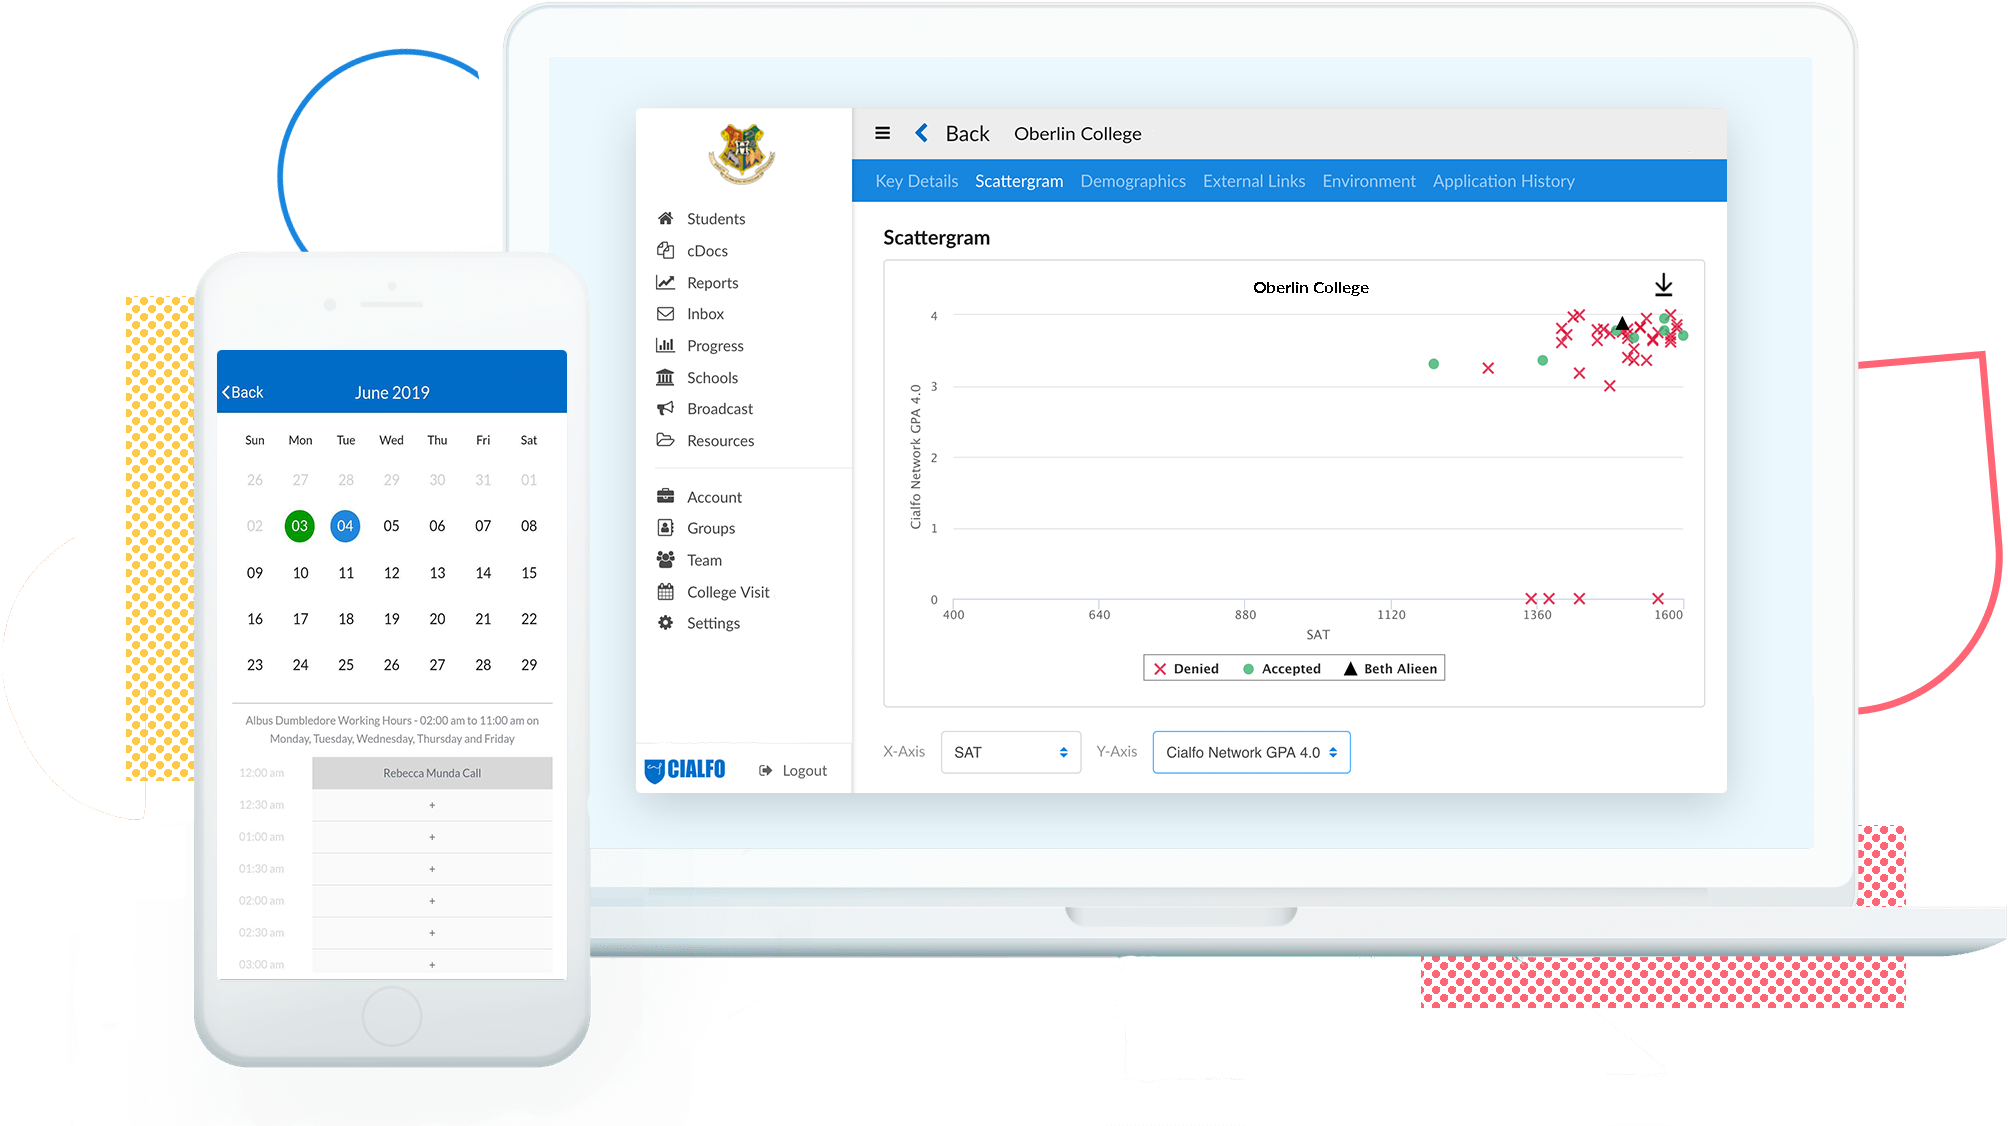 Back
June 2019
Sun Mon Tue Wed Thu Fri Sat
26 27 28 29 30 31 01
02 03 04 05 06 07 08
09 10 11 12 13 14 15
16 17 18 19 20 21 22
23 24 25 26 27 28 29
Albus Dumbledore Working Hours - 02:00 am to 11:00 am on
Monday, Tuesday, Wednesday, Thursday and Friday
12:00 am Rebecca Munda Call
12:30 am +
01:00 am +
01:30 am +
02:00 am +
02:30 am +
03:00 am +
Students
cDocs
Reports
Inbox
Progress
Schools
Broadcast
Resources
Account
Groups
Team
College Visit
Settings
CIALFO
Logout
Back Oberlin College
Key Details Scattergram Demographics External Links Environment Application History
Scattergram
Oberlin College
Cialfo Network GPA 4.0
4
3
2
1
0
400 640 880 1120 1360 1600
SAT
Denied Accepted Beth Alieen
X-Axis SAT Y-Axis Cialfo Network GPA 4.0